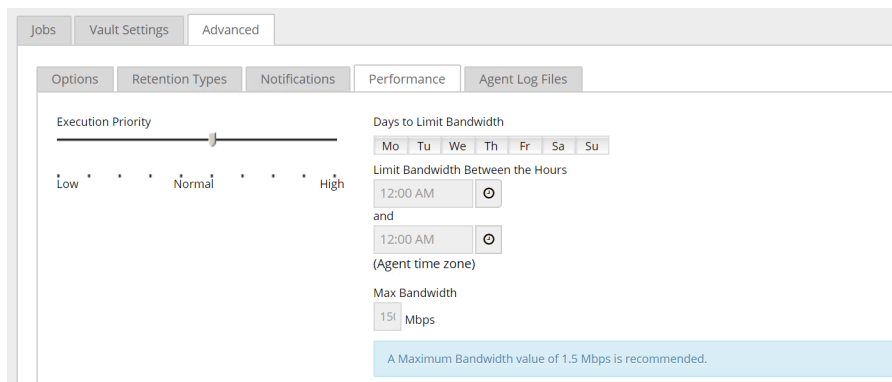 Jobs Vault Settings Advanced
Options Retention Types Notifications Performance Agent Log Files
Execution Priority
Low Normal High
Days to Limit Bandwidth
Mo Tu We Th Fr Sa Su
Limit Bandwidth Between the Hours
12:00 AM
and
12:00 AM
(Agent time zone)
Max Bandwidth
Mbps
A Maximum Bandwidth value of 1.5 Mbps is recommended.